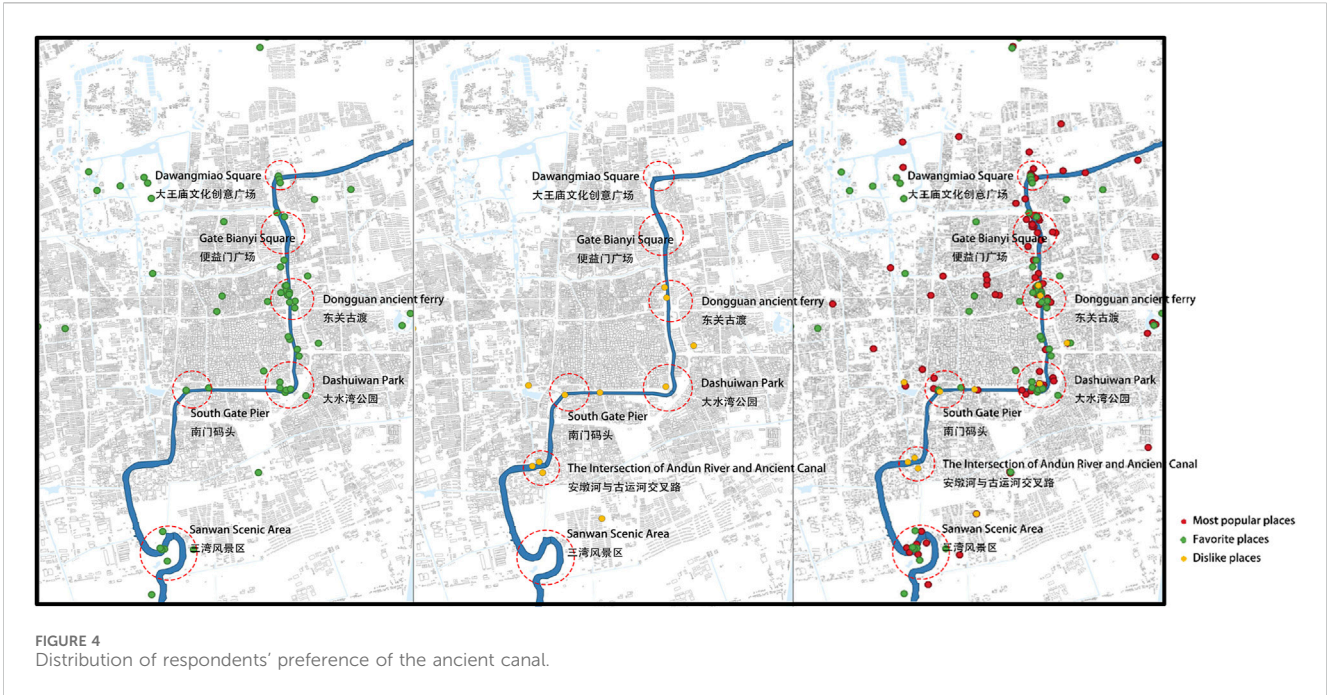 Dawangmiao Square
大王庙文化创意广场
Gate Bianyi Square
便益门广场
Dongguan ancient ferry
东关古渡
Dashuiwan Park
大水湾公园
South Gate Pier
南门码头
Sanwan Scenic Area
三湾风景区
Dawangmiao Square
大王庙文化创意广场
Gate Bianyi Square
便益门广场
Dongguan ancient ferry
东关古渡
Dashuiwan Park
大水湾公园
South Gate Pier
南门码头
The Intersection of Andun River and Ancient Canal
安墩河与古运河交叉路
Sanwan Scenic Area
三湾风景区
Dawangmiao Square
大王庙文化创意广场
Gate Bianyi Square
便益门广场
Dongguan ancient ferry
东关古渡
Dashuiwan Park
大水湾公园
South Gate Pier
南门码头
The Intersection of Andun River and Ancient Canal
安墩河与古运河交叉路
Sanwan Scenic Area
三湾风景区
Most popular places
Favorite places
Dislike places
FIGURE 4
Distribution of respondents' preference of the ancient canal.